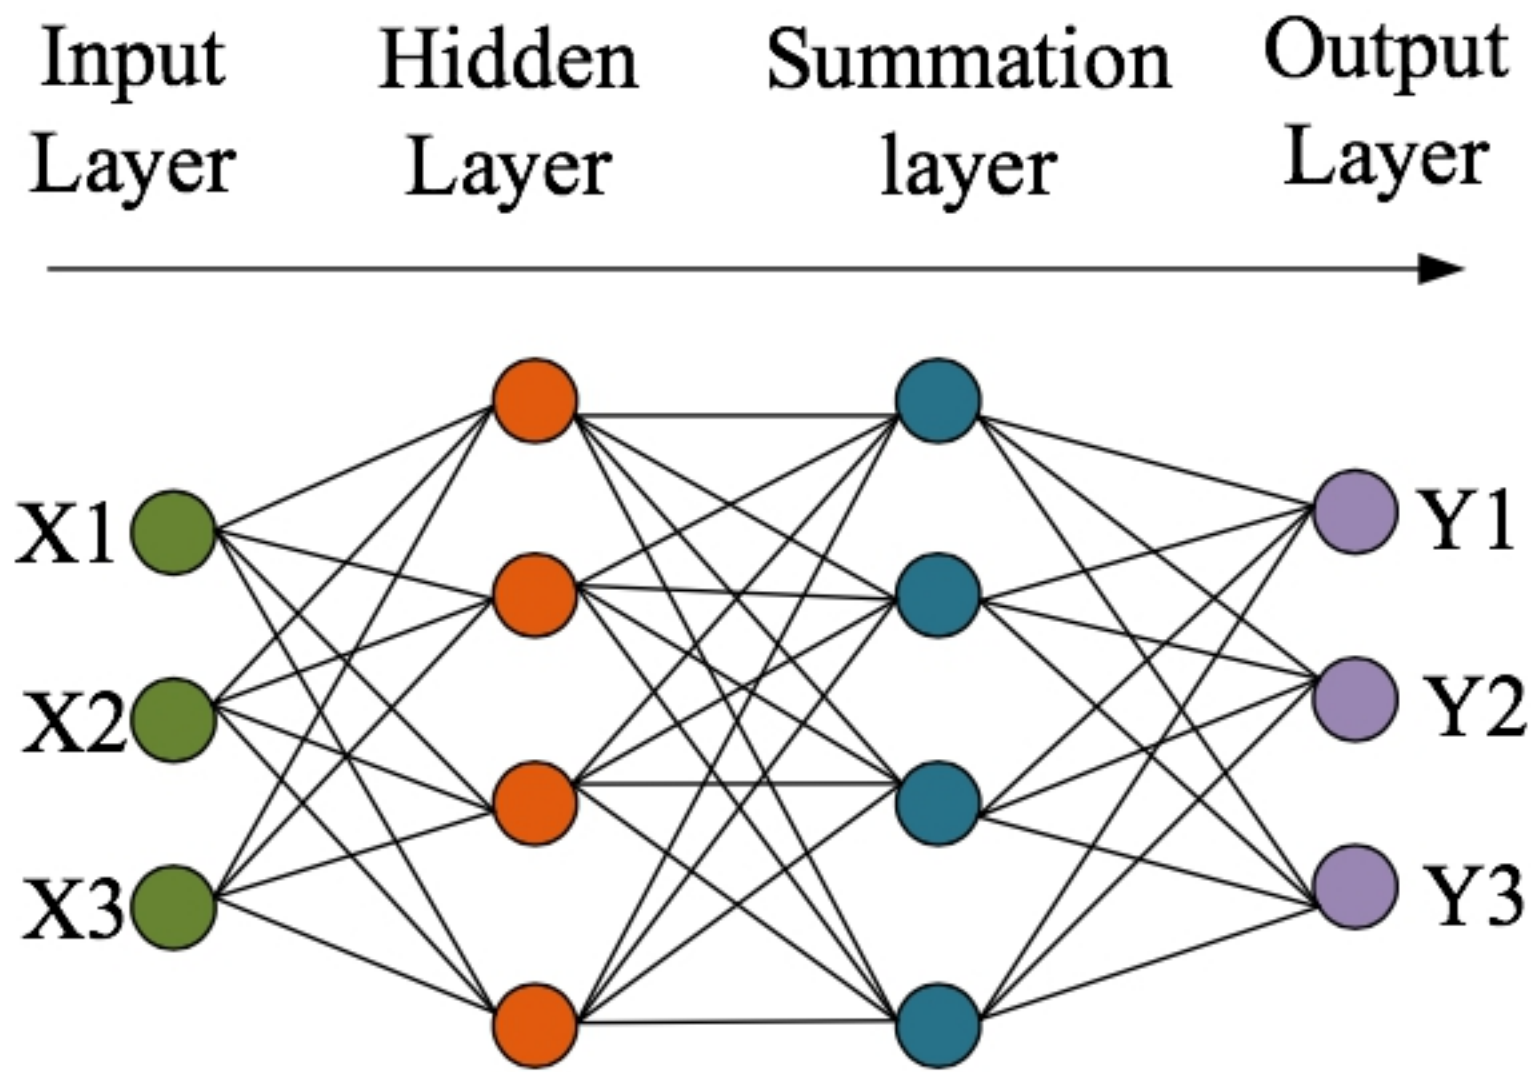 Input
Layer
Hidden
Layer
Summation
layer
Output
Layer
X1
X2
X3
Y1
Y2
Y3